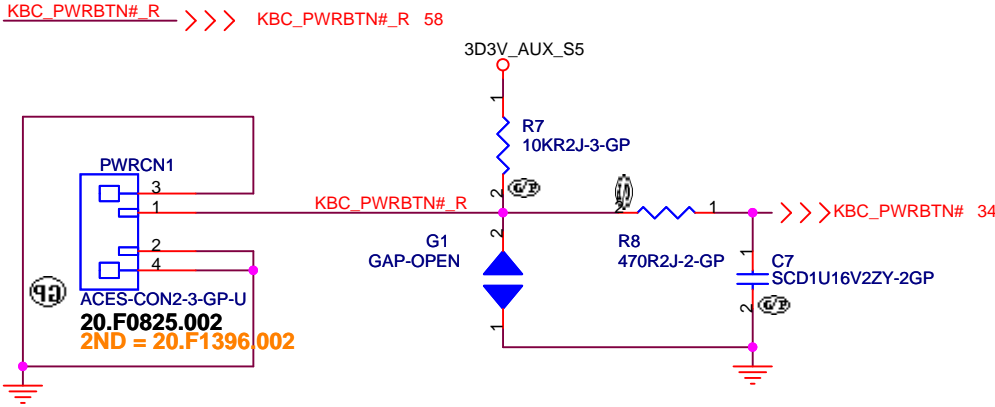 KBC_PWRBTN#_R
KBC_PWRBTN#_R 58
3D3V_AUX_S5
1
R7
10KR2J-3-GP
2
G/P
PWRCN1
3
1
2
4
ACES-CON2-3-GP-U
20.F0825.002
2ND = 20.F1396.002
GP
KBC_PWRBTN#_R
2
G1
GAP-OPEN
1
2
1
R8
470R2J-2-GP
KBC_PWRBTN# 34
1
C7
SCD1U16V2ZY-2GP
2
G/P